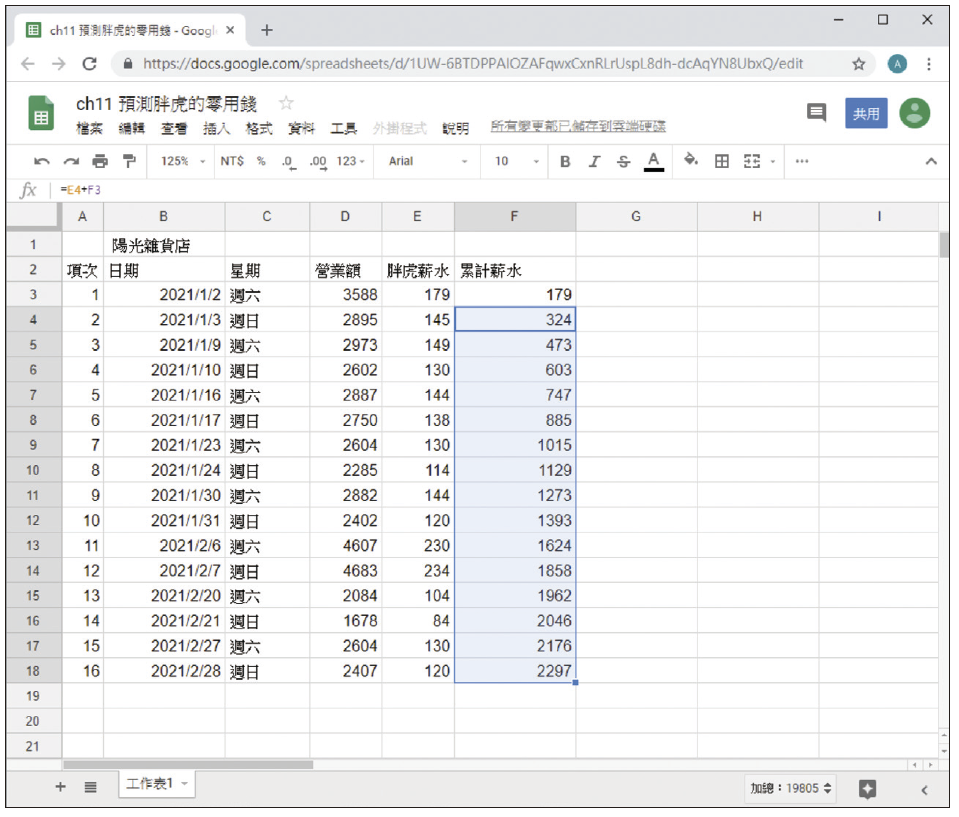 ch11 預測胖虎的零用錢 - Googl
https://docs.google.com/spreadsheets/d/1UW-6BTDPPAIOZAFqwxCxnRLrUspL8dh-dcAqYN8UbxQ/edit
A
ch11 預測胖虎的零用錢
檔案 編輯 查看 插入 格式 資料 工具 外掛程式 說明 所有變更都已儲存到雲端硬碟
共用
125% NT$ % .0 .00 123 Arial 10 B I S A
fx =E4+F3
A B C D E F G H I
1 陽光雜貨店
2 項次 日期 星期 營業額 胖虎薪水 累計薪水
3 1 2021/1/2 週六 3588 179 179
4 2 2021/1/3 週日 2895 145 324
5 3 2021/1/9 週六 2973 149 473
6 4 2021/1/10 週日 2602 130 603
7 5 2021/1/16 週六 2887 144 747
8 6 2021/1/17 週日 2750 138 885
9 7 2021/1/23 週六 2604 130 1015
10 8 2021/1/24 週日 2285 114 1129
11 9 2021/1/30 週六 2882 144 1273
12 10 2021/1/31 週日 2402 120 1393
13 11 2021/2/6 週六 4607 230 1624
14 12 2021/2/7 週日 4683 234 1858
15 13 2021/2/20 週六 2084 104 1962
16 14 2021/2/21 週日 1678 84 2046
17 15 2021/2/27 週六 2604 130 2176
18 16 2021/2/28 週日 2407 120 2297
19
20
21
工作表1
加總：19805